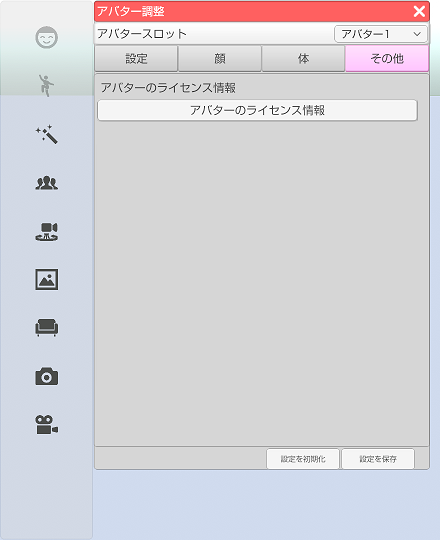 アバター調整
アバタースロット アバター1
設定 顔 体 その他
アバターのライセンス情報
アバターのライセンス情報
設定を初期化 設定を保存